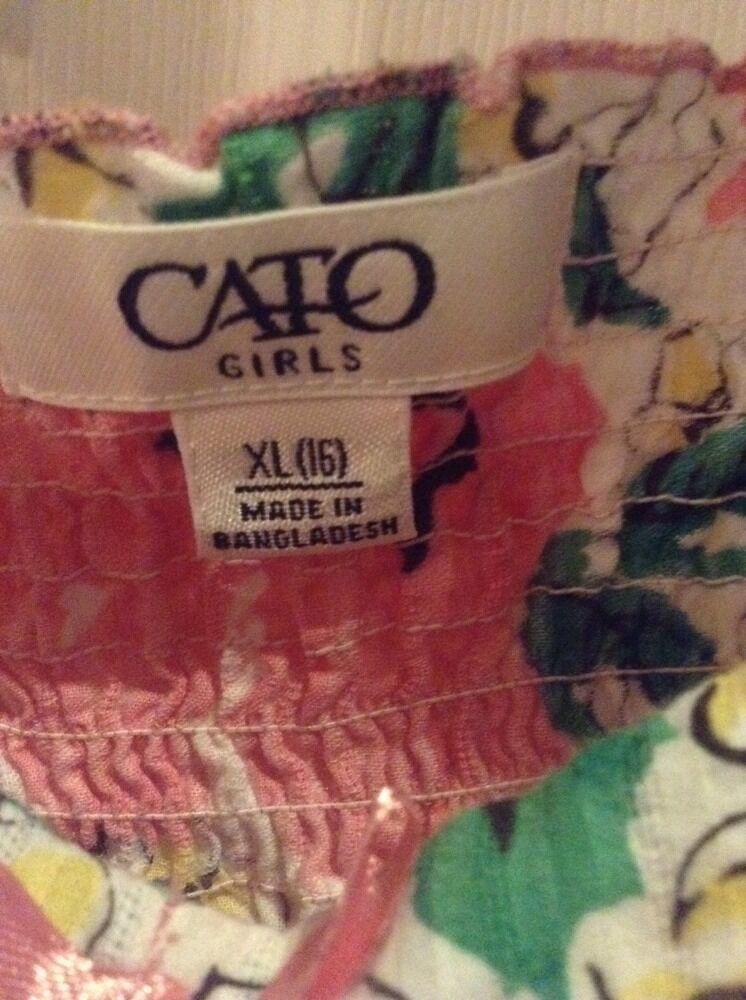 CATO
GIRLS
XL (16)
MADE IN
BANGLADESH